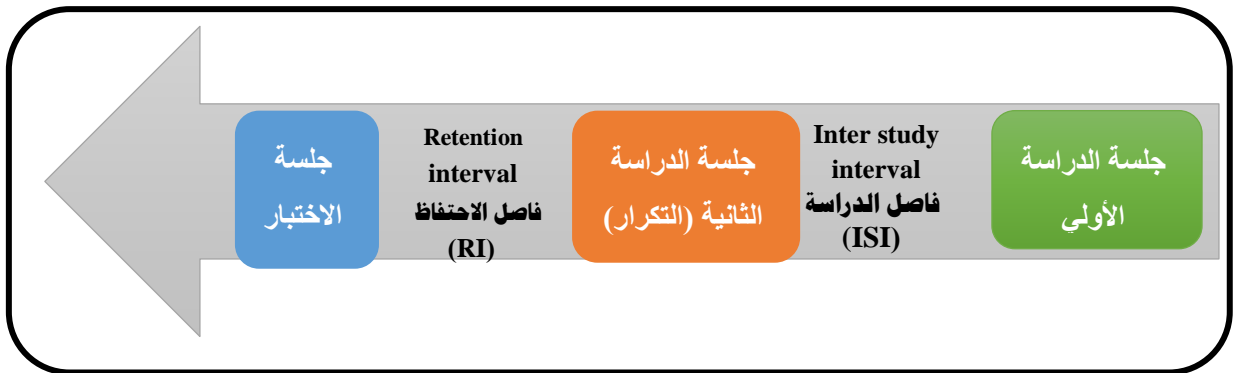 جلسة الدراسة
الأولي
Inter study
interval
فاصل الدراسة
(ISI)
جلسة الدراسة
الثانية (التكرار)
Retention
interval
فاصل الاحتفاظ
(RI)
جلسة
الاختبار